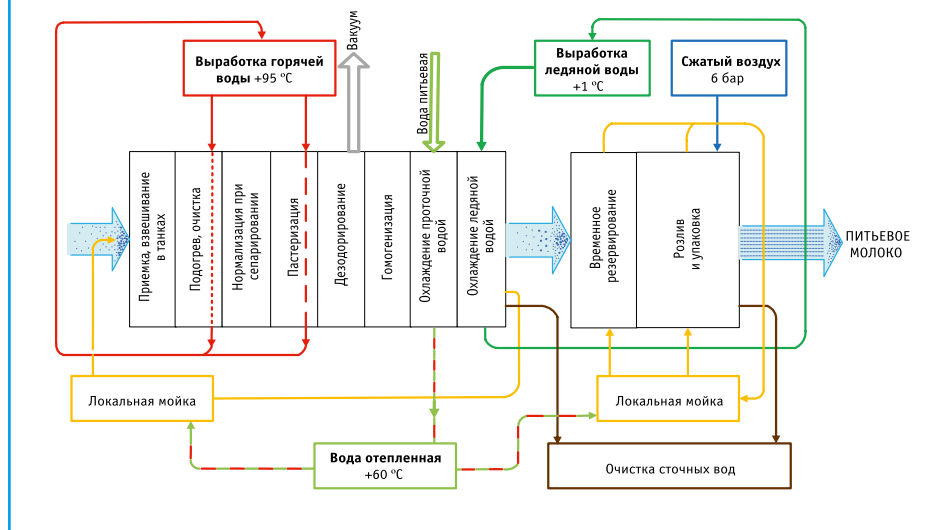 Выработка горячей
воды +95 °С
Вакуум
Вода питьевая
Выработка
ледяной воды
+1 °С
Сжатый воздух
6 бар
Приемка, взвешивание
в танках
Подогрев, очистка
Нормализация при
сепарировании
Пастеризация
Дезодорирование
Гомогенизация
Охлаждение проточной
водой
Охлаждение ледяной
водой
Временное
резервирование
Розлив
и упаковка
ПИТЬЕВОЕ
МОЛОКО
Локальная мойка
Локальная мойка
Вода отепленная
+60 °С
Очистка сточных вод